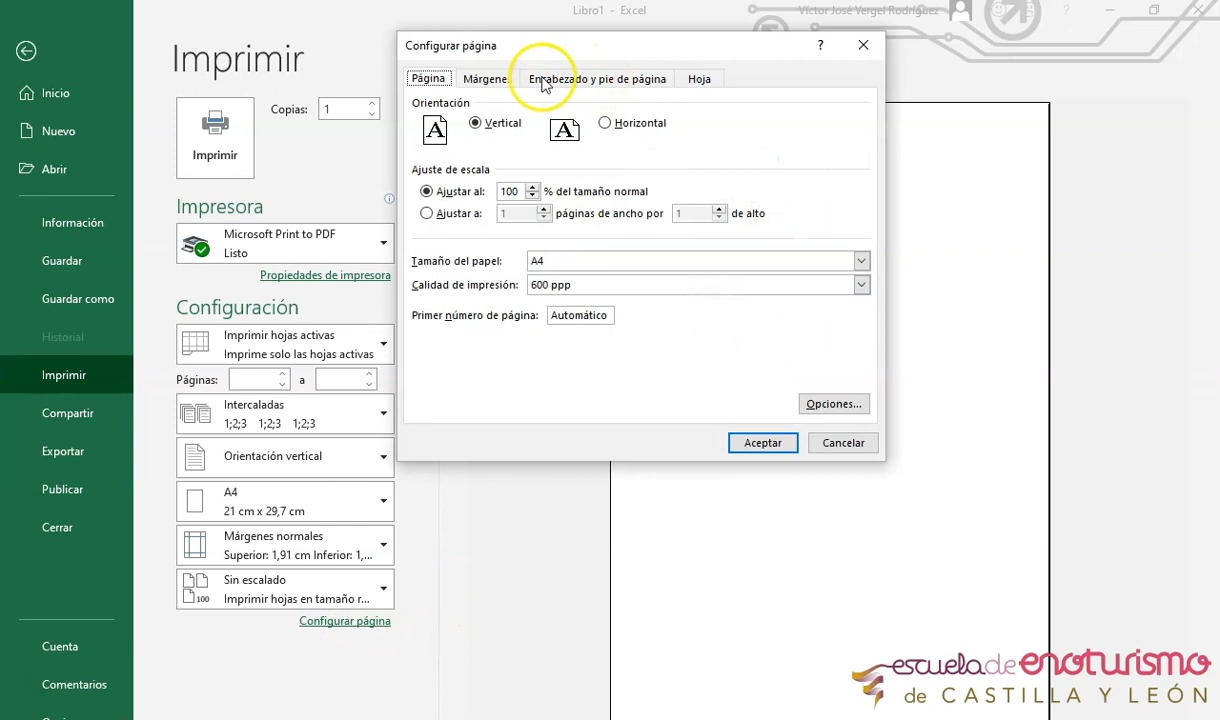 Libro1 - Excel
Víctor José Vergel Rodríguez
?
Imprimir
Inicio
Nuevo
Abrir
Información
Guardar
Guardar como
Historial
Imprimir
Compartir
Exportar
Publicar
Cerrar
Cuenta
Comentarios
Imprimir
Copias: 1
Impresora
Microsoft Print to PDF
Listo
Propiedades de impresora
Configuración
Imprimir hojas activas
Imprime solo las hojas activas
Páginas: a
Intercaladas
1;2;3 1;2;3 1;2;3
Orientación vertical
A4
21 cm x 29,7 cm
Márgenes normales
Superior: 1,91 cm Inferior: 1,...
Sin escalado
100
Imprimir hojas en tamaño r...
Configurar página
Configurar página ?
Página Márgenes Encabezado y pie de página Hoja
Orientación
A Vertical A Horizontal
Ajuste de escala
Ajustar al: 100 % del tamaño normal
Ajustar a: 1 páginas de ancho por 1 de alto
Tamaño del papel: A4
Calidad de impresión: 600 ppp
Primer número de página: Automático
Opciones...
Aceptar Cancelar
escuela de enoturismo
de CASTILLA Y LEÓN